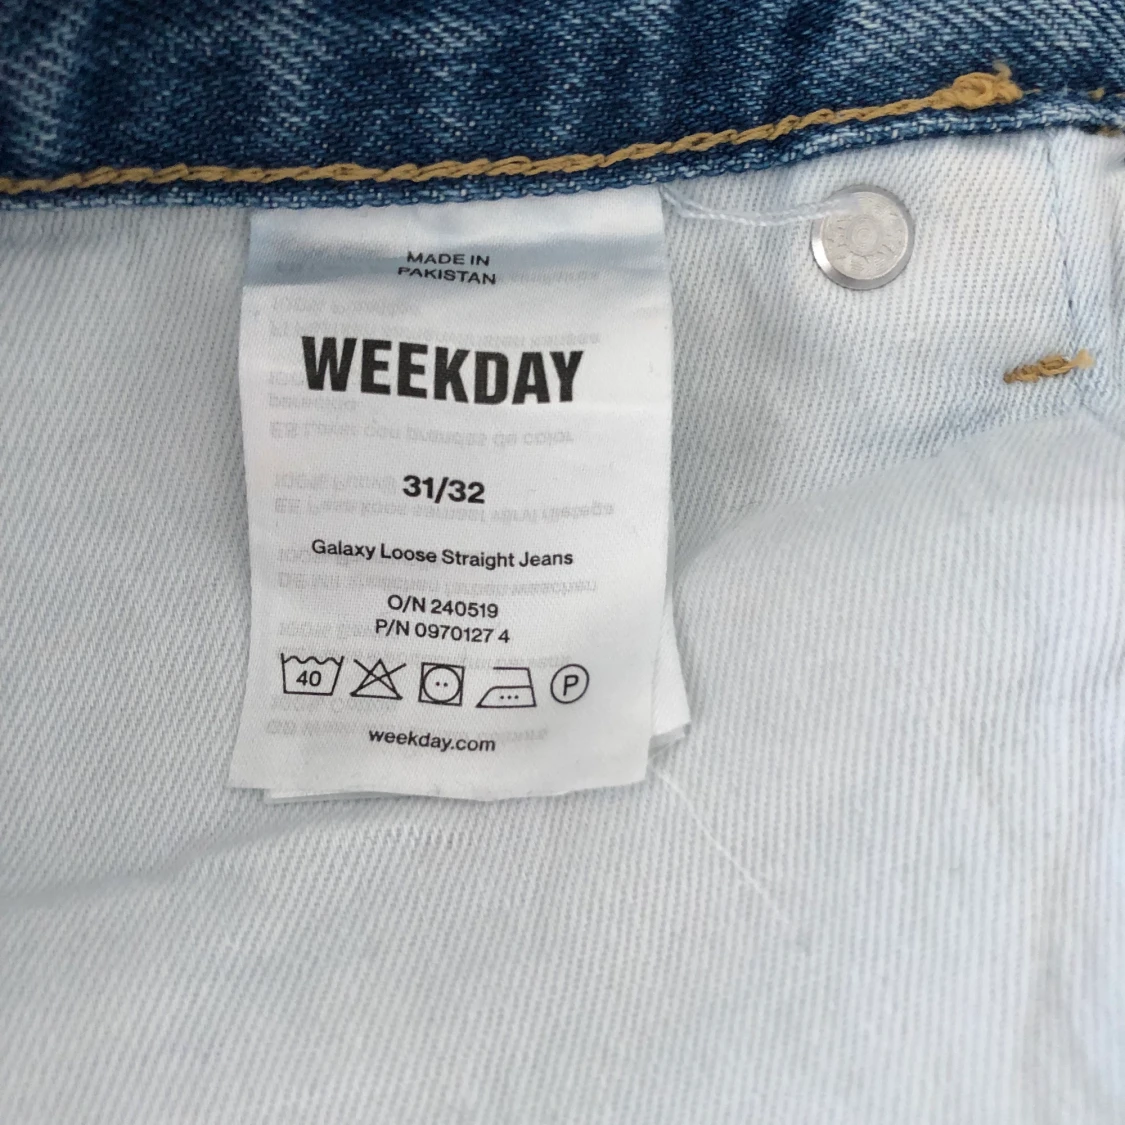 MADE IN
PAKISTAN
WEEKDAY
31/32
Galaxy Loose Straight Jeans
O/N 240519
P/N 0970127 4
40 P
weekday.com